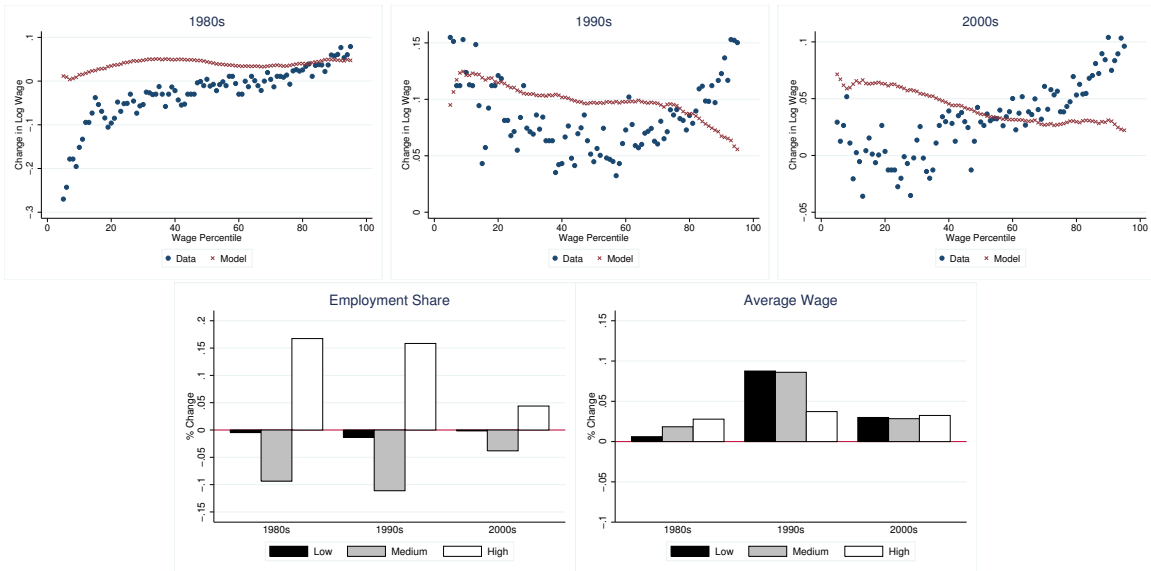 1980s
Change in Log Wage
.1
0
-.1
-.2
-.3
0 20 40 60 80 100
Wage Percentile
Data Model
1990s
Change in Log Wage
.15
.1
.05
0
0 20 40 60 80 100
Wage Percentile
Data Model
2000s
Change in Log Wage
.1
.05
0
-.05
0 20 40 60 80 100
Wage Percentile
Data Model
Employment Share
% Change
.2
.15
.1
.05
0
-.05
-.1
-.15
1980s 1990s 2000s
Low Medium High
Average Wage
% Change
.15
.1
.05
0
-.05
-.1
1980s 1990s 2000s
Low Medium High